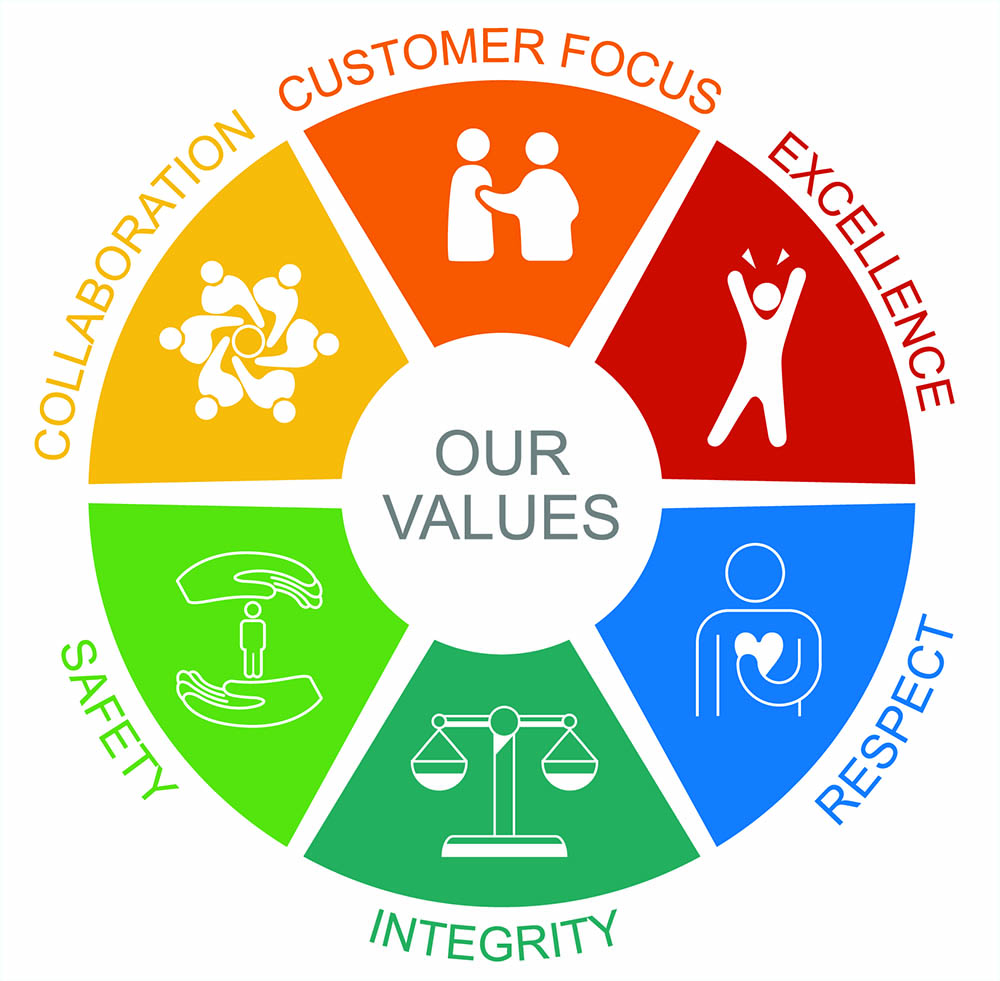 CUSTOMER FOCUS
EXCELLENCE
COLLABORATION
OUR
VALUES
SAFETY
RESPECT
INTEGRITY